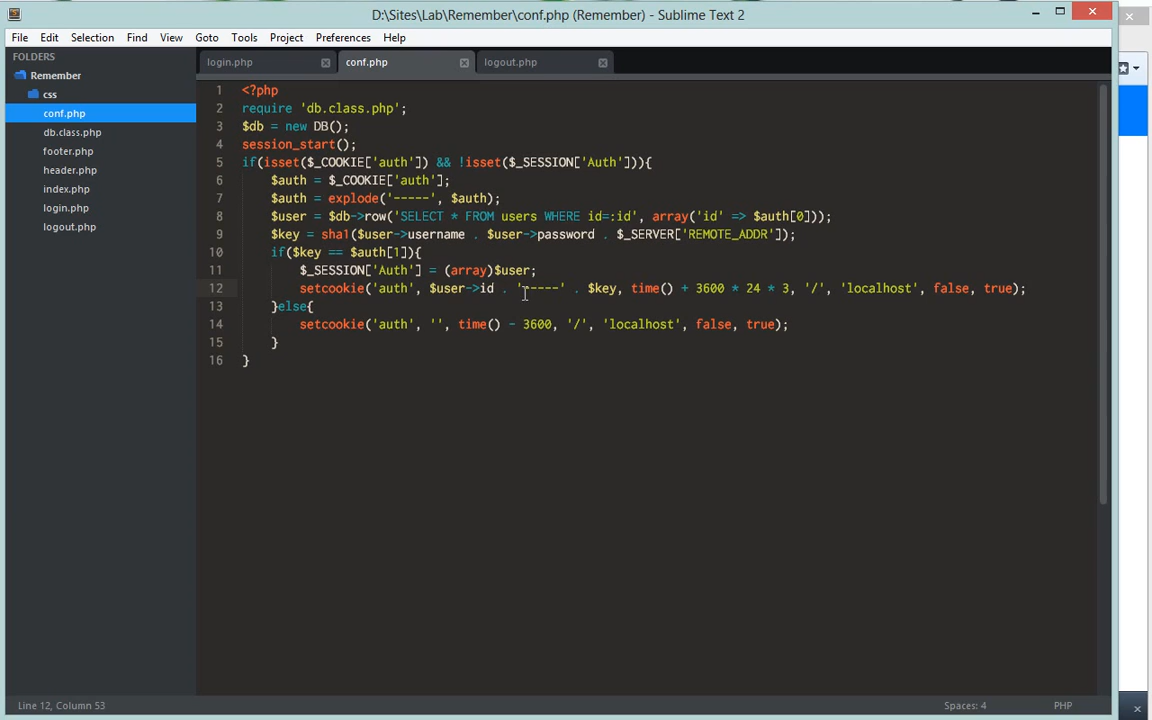 D:\Sites\Lab\Remember\conf.php (Remember) - Sublime Text 2
File Edit Selection Find View Goto Tools Project Preferences Help
FOLDERS
Remember
css
conf.php
db.class.php
footer.php
header.php
index.php
login.php
logout.php
login.php conf.php logout.php
1 <?php
2 require 'db.class.php';
3 $db = new DB();
4 session_start();
5 if(isset($_COOKIE['auth']) && !isset($_SESSION['Auth'])){
6     $auth = $_COOKIE['auth'];
7     $auth = explode('-----', $auth);
8     $user = $db->row('SELECT * FROM users WHERE id=:id', array('id' => $auth[0]));
9     $key = sha1($user->username . $user->password . $_SERVER['REMOTE_ADDR']);
10     if($key == $auth[1]){
11         $_SESSION['Auth'] = (array)$user;
12         setcookie('auth', $user->id . '-----' . $key, time() + 3600 * 24 * 3, '/', 'localhost', false, true);
13     }else{
14         setcookie('auth', '', time() - 3600, '/', 'localhost', false, true);
15     }
16 }
Line 12, Column 53
Spaces: 4
PHP